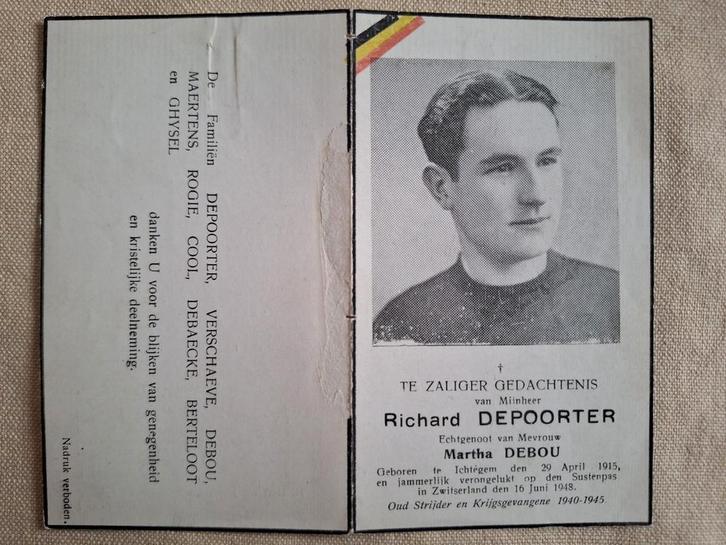 De Familiën DEPOORTER, VERSCHAEVE, DEBOU,
MAERTENS, ROGIE, COOL, DEBAECKE, BERTELOOT
en GHYSEL
danken U voor de blijken van genegenheid
en kristelijke deelneming.
Nadruk verboden.
†
TE ZALIGER GEDACHTENIS
van Mijnheer
Richard DEPOORTER
Echtgenoot van Mevrouw
Martha DEBOU
Geboren te Ichtegem den 29 April 1915,
en jammerlijk verongelukt op den Sustenpas
in Zwitserland den 16 Juni 1948.
Oud Strijder en Krijgsgevangene 1940-1945.